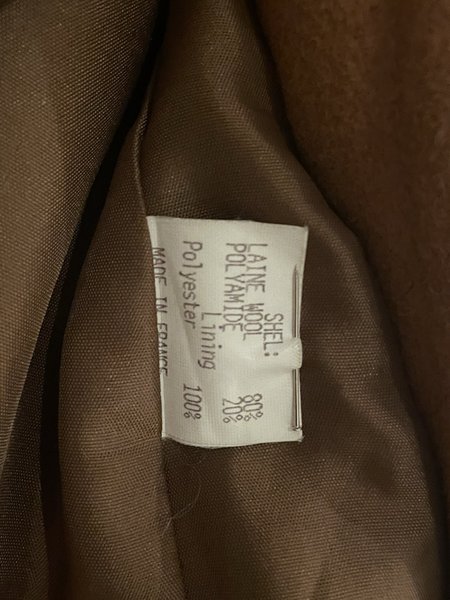 SHEL:
LAINE WOOL 80%
POLYAMIDE 20%
Lining
Polyester 100%
MADE IN FRANCE